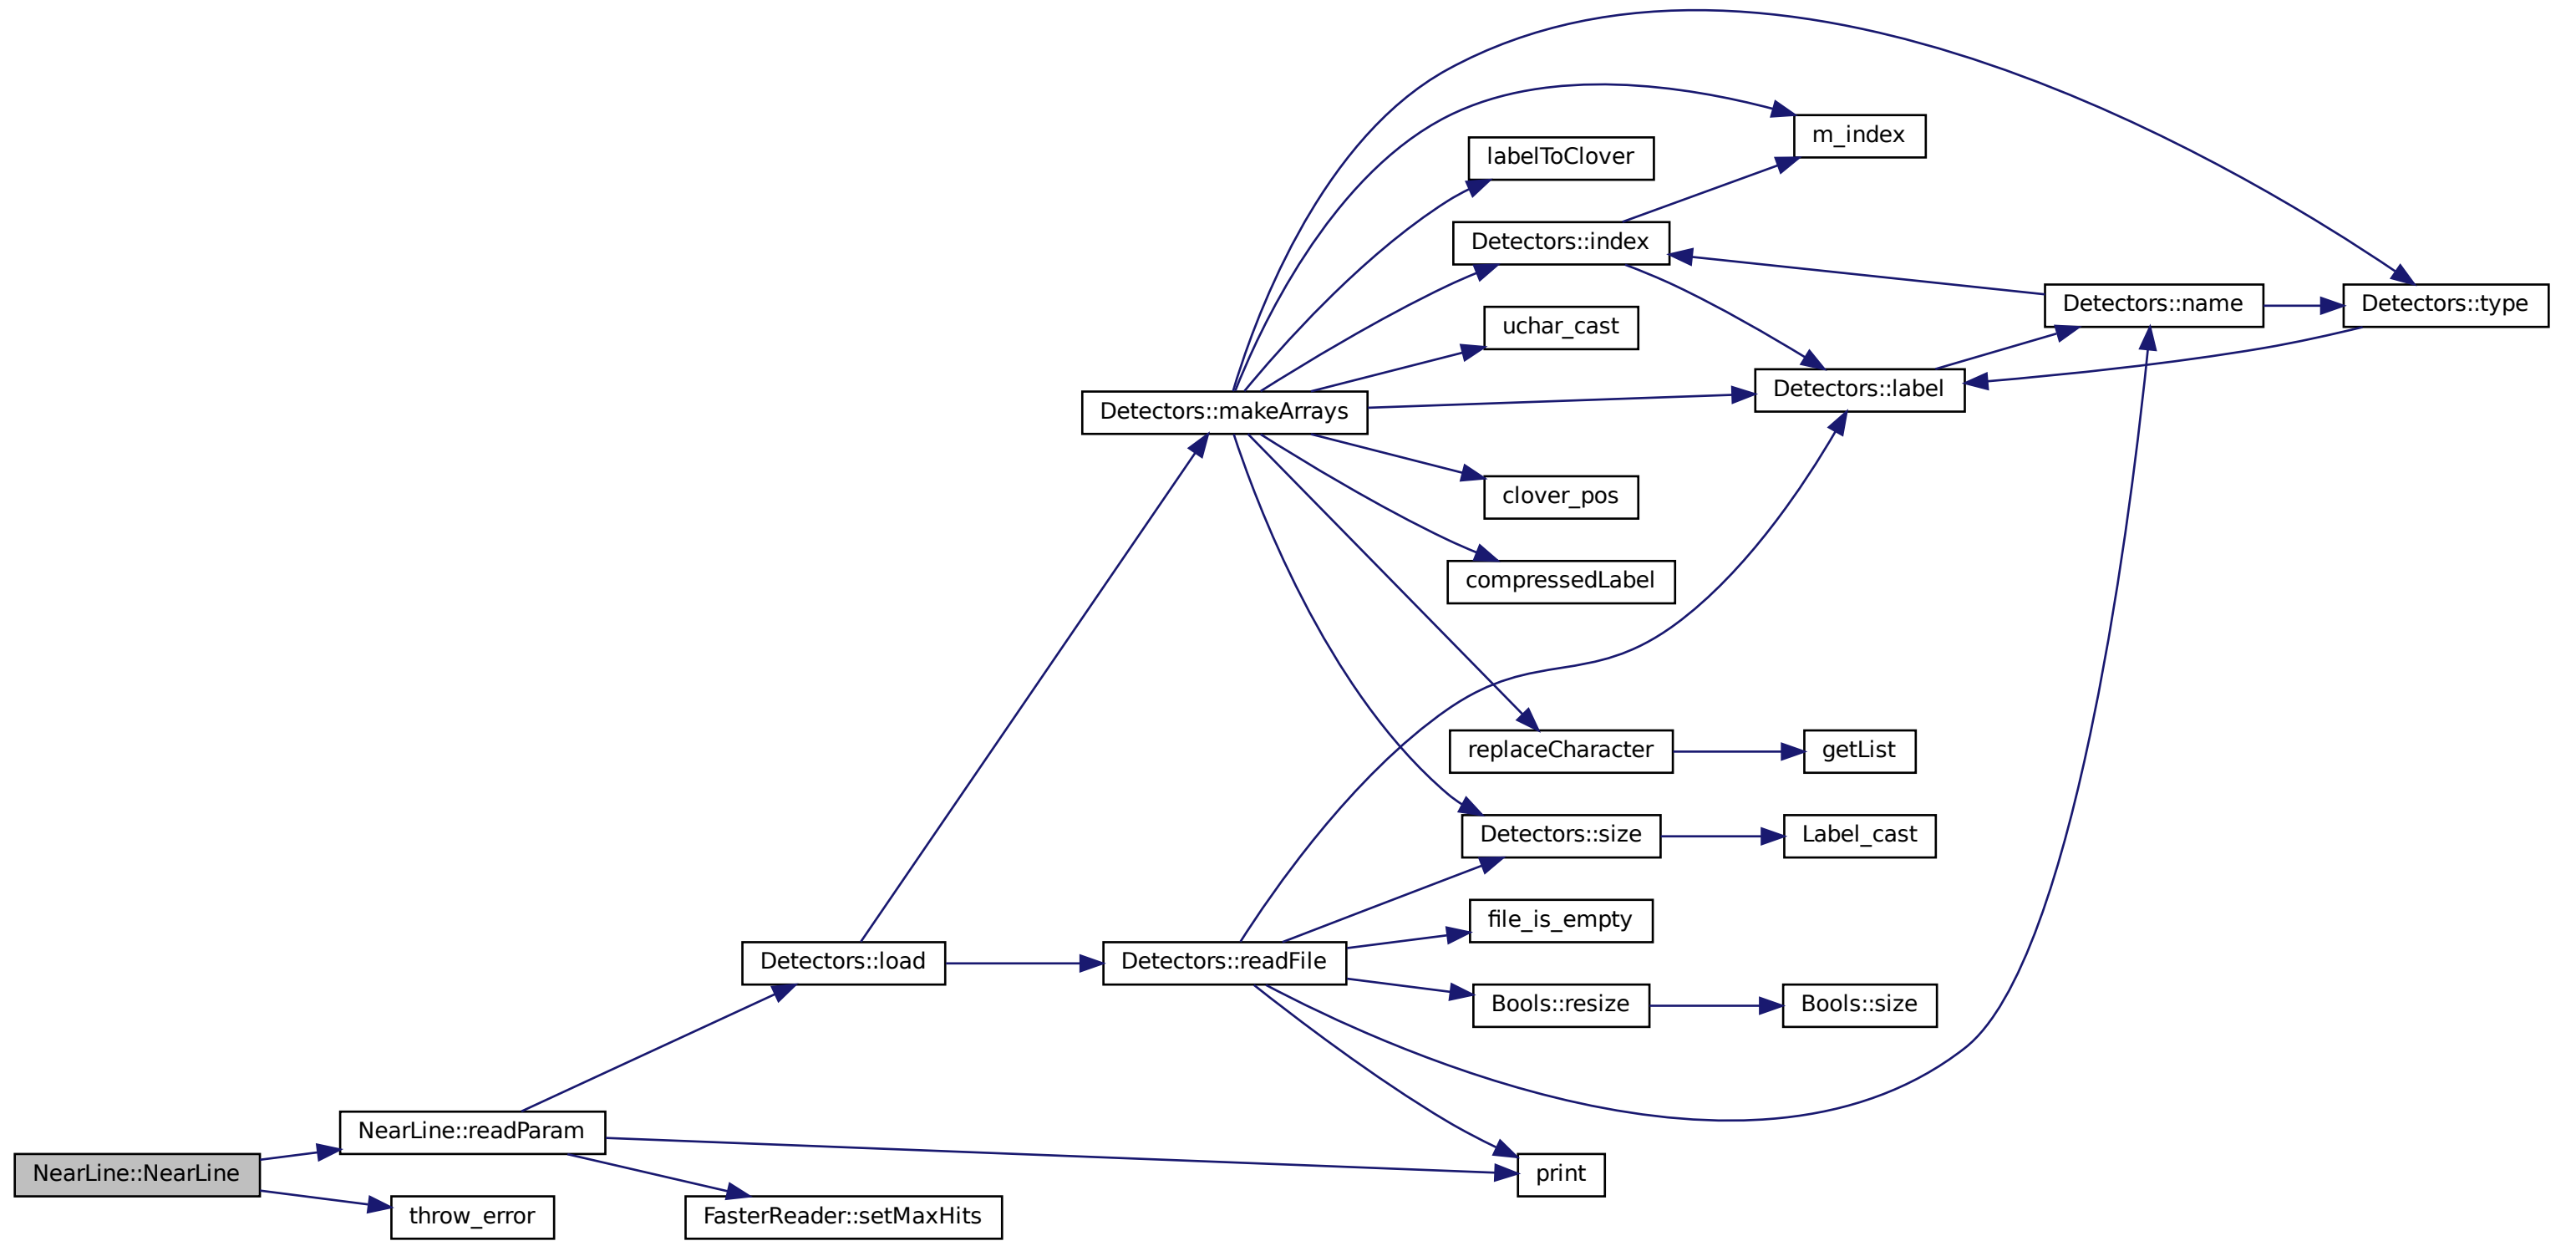 m_index
labelToClover
Detectors::index
Detectors::name
Detectors::type
uchar_cast
Detectors::label
Detectors::makeArrays
clover_pos
compressedLabel
replaceCharacter
getList
Detectors::size
Label_cast
file_is_empty
Detectors::load
Detectors::readFile
Bools::resize
Bools::size
NearLine::readParam
NearLine::NearLine
print
throw_error
FasterReader::setMaxHits